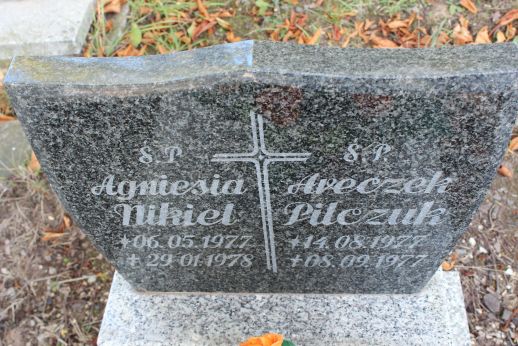 Ś P
Agniesia
Nikiel
+06.05.1977
+29.01.1978
Ś P
Areczek
Pilczuk
+14.08.1977
+08.09.1977